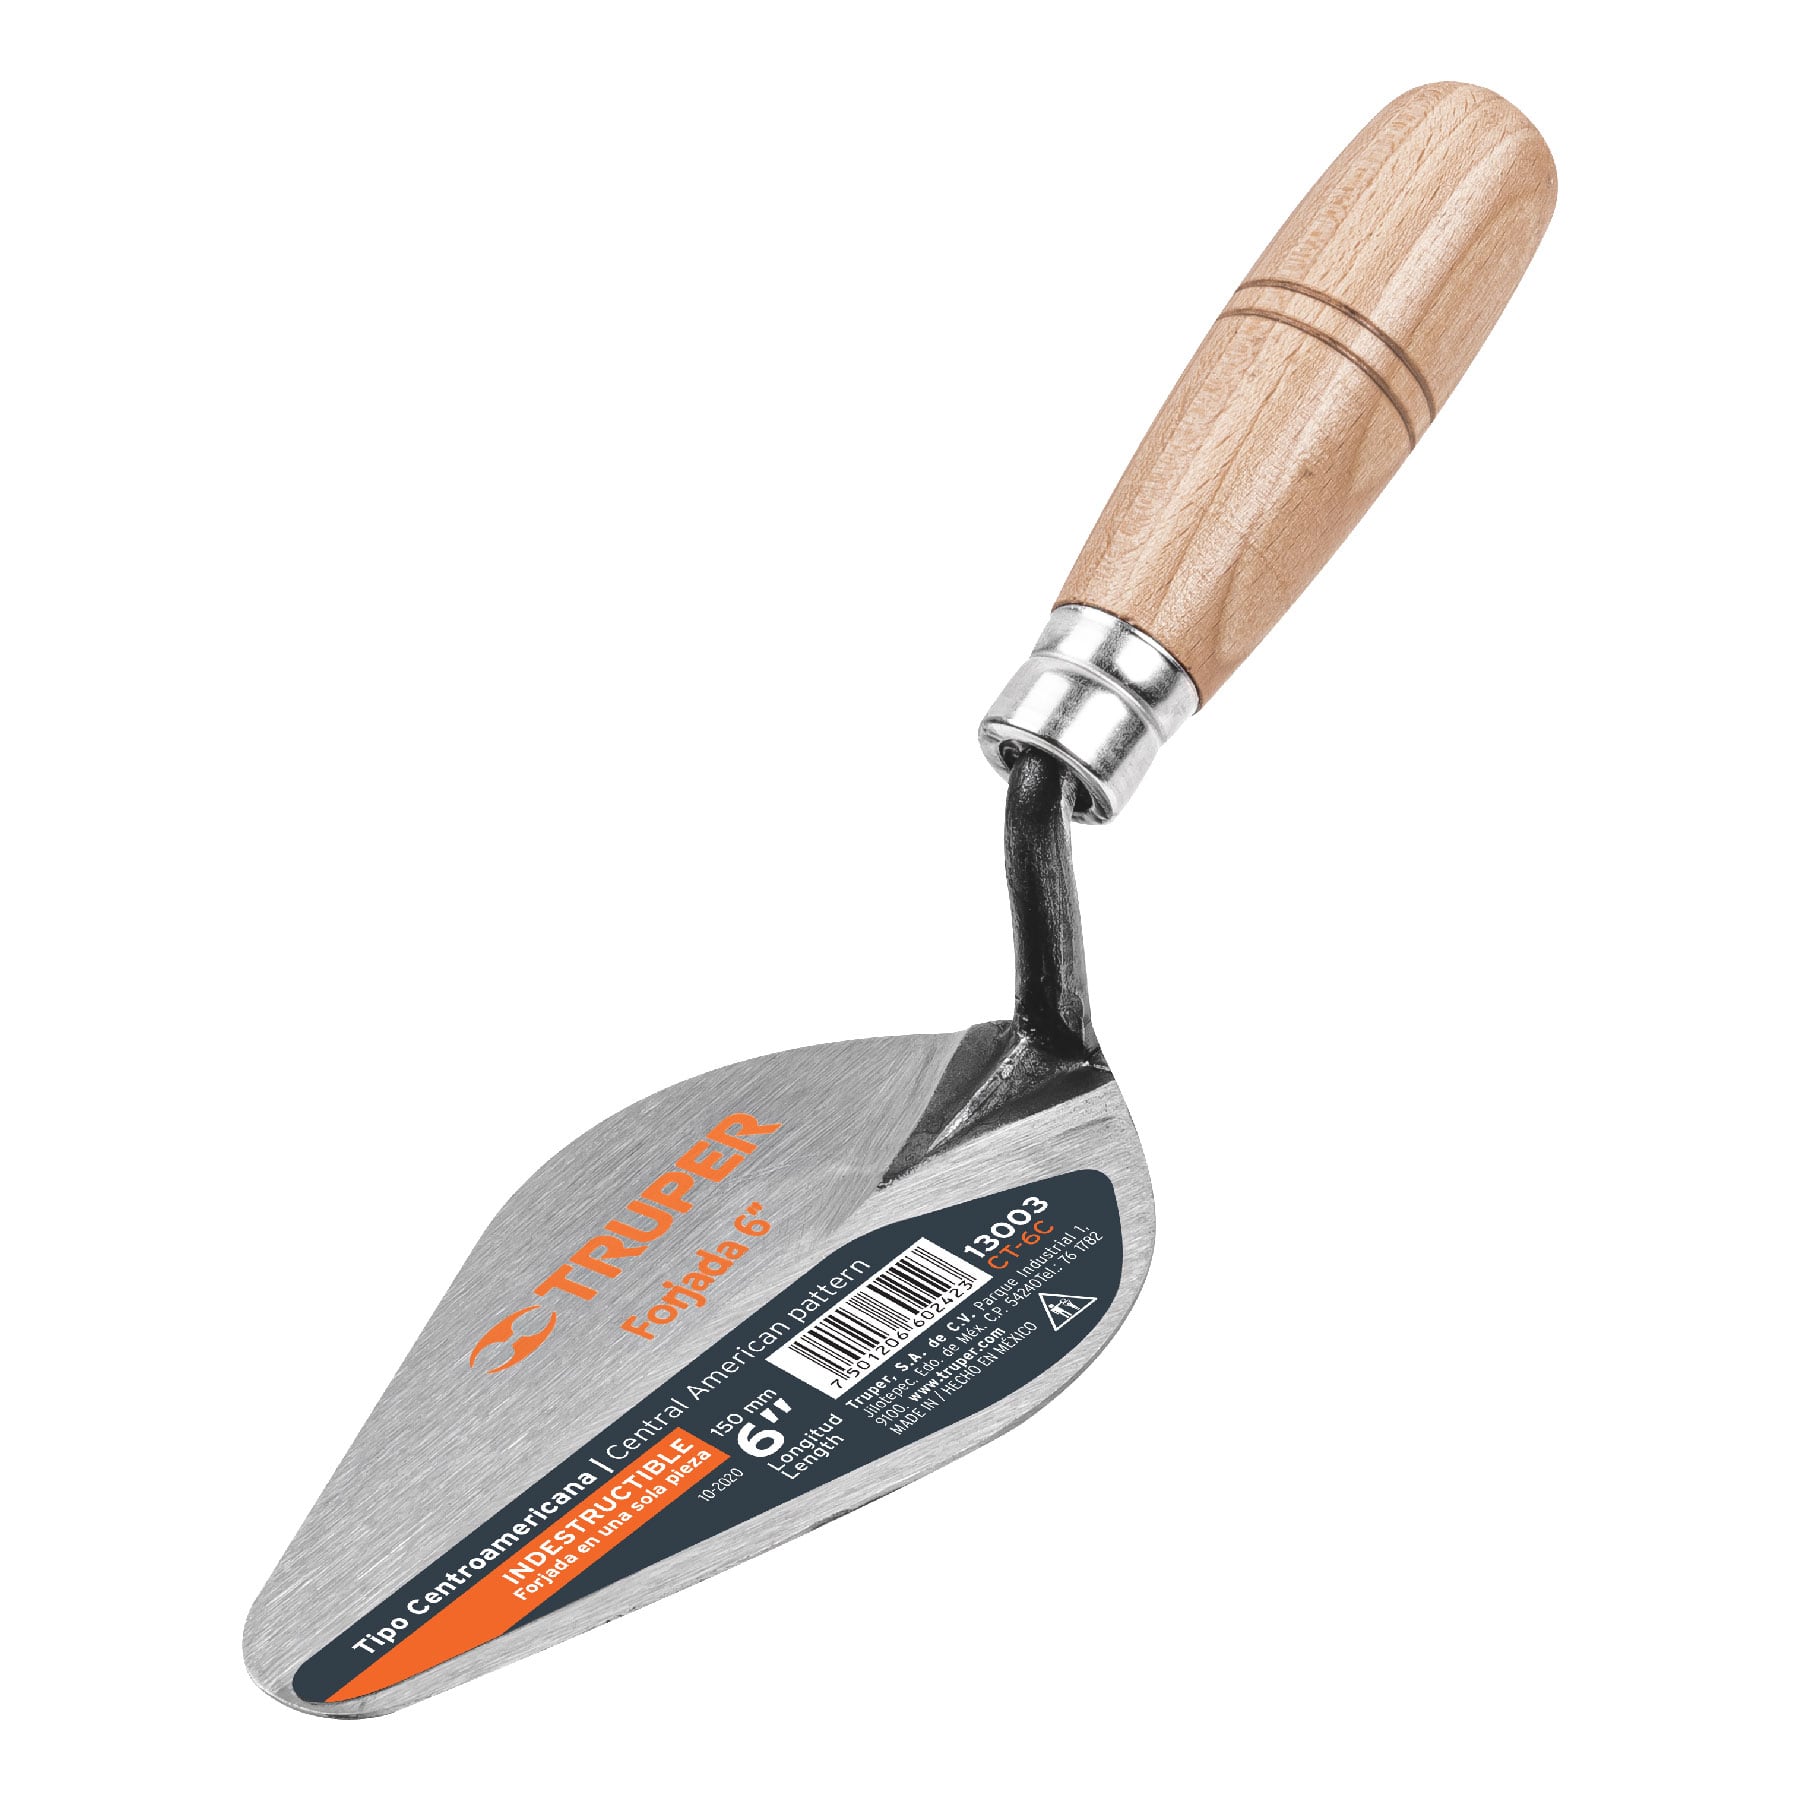 TRUPER
Forjada 6"
Tipo Centroamericana | Central American pattern
INDESTRUCTIBLE
Forjada en una sola pieza
10-2020
150 mm
6"
Longitud
Length
7 501206 602423
13003
CT-6C
Truper, S.A. de C.V. Parque Industrial 1,
Jilotepec. Edo. de Méx. C.P.: 54240 Tel.: 76 1782
9100. www.truper.com
MADE IN / HECHO EN MÉXICO